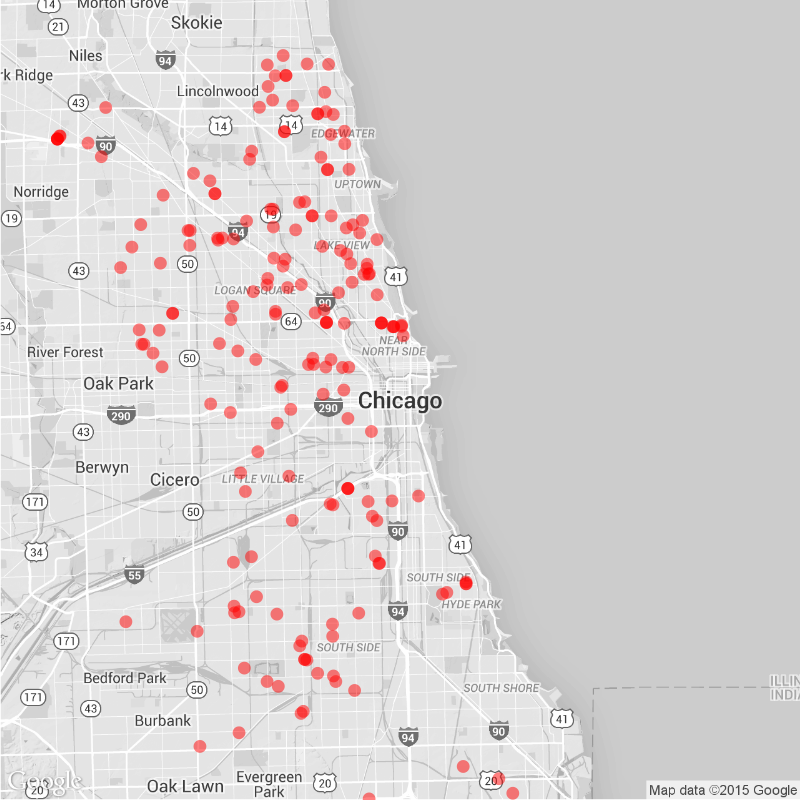 14
Morton Grove
21
Skokie
Niles
94
rk Ridge
Lincolnwood
43
14
14
EDGEWATER
90
Norridge
UPTOWN
19
19
94
LAKE VIEW
43
50
41
LOGAN SQUARE
90
64
64
NEAR
NORTH SIDE
River Forest
50
Oak Park
Chicago
290
290
43
Berwyn
Cicero
LITTLE VILLAGE
171
50
90
34
41
55
SOUTH SIDE
HYDE PARK
94
171
SOUTH SIDE
Bedford Park
ILLIN
INDIA
171
50
SOUTH SHORE
43
Burbank
41
90
94
Google
20
Oak Lawn
Evergreen
Park
20
20
Map data ©2015 Google